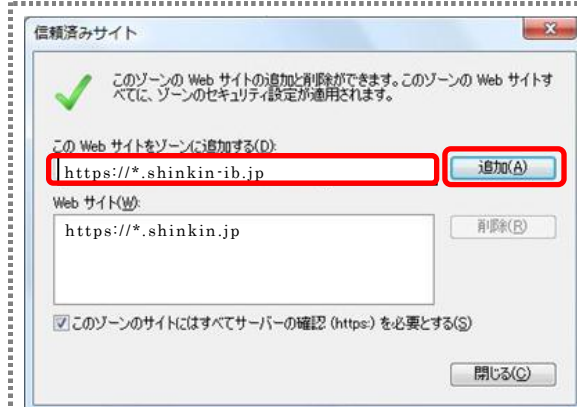 信頼済みサイト
このゾーンの Web サイトの追加と削除ができます。このゾーンの Web サイトす
べてに、ゾーンのセキュリティ設定が適用されます。
この Web サイトをゾーンに追加する(D):
https://*.shinkin-ib.jp
追加(A)
Web サイト(W):
https://*.shinkin.jp
削除(R)
このゾーンのサイトにはすべてサーバーの確認 (https:) を必要とする(S)
閉じる(C)